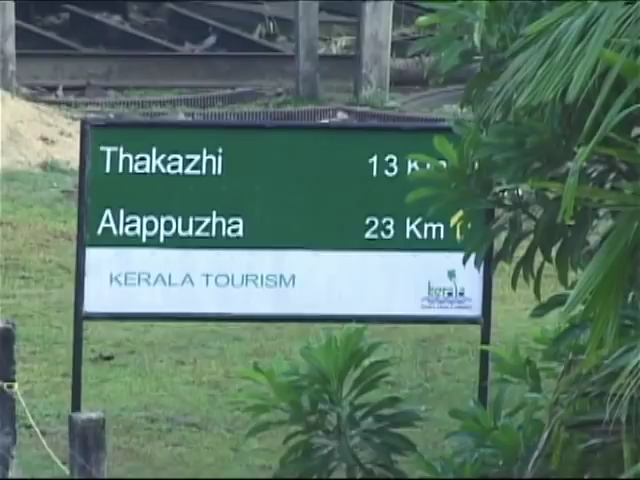 Thakazhi 13 Km
Alappuzha 23 Km
KERALA TOURISM
kerala